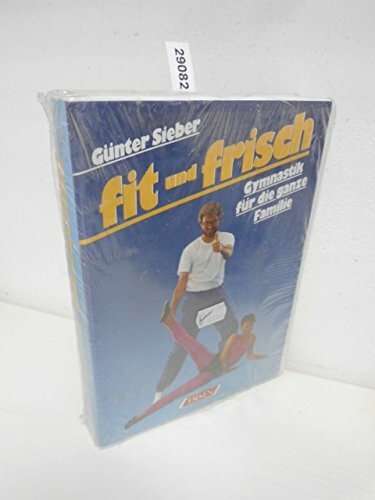 29082
Günter Sieber
fit und frisch
Gymnastik
für die ganze
Familie